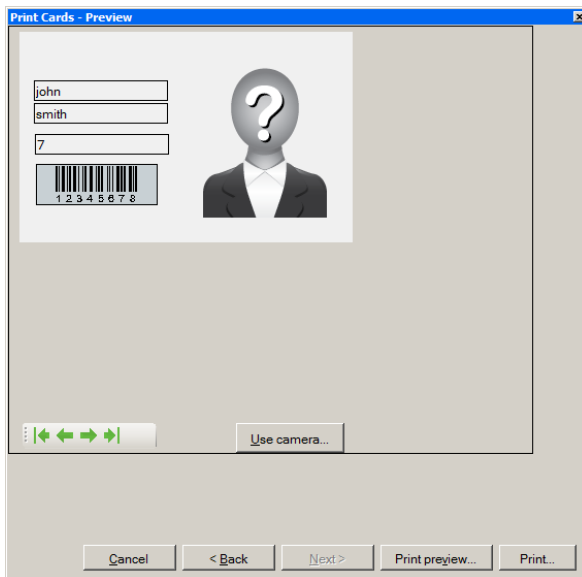 Print Cards - Preview
john
smith
7
12345678
Use camera...
Cancel
< Back
Next >
Print preview...
Print...